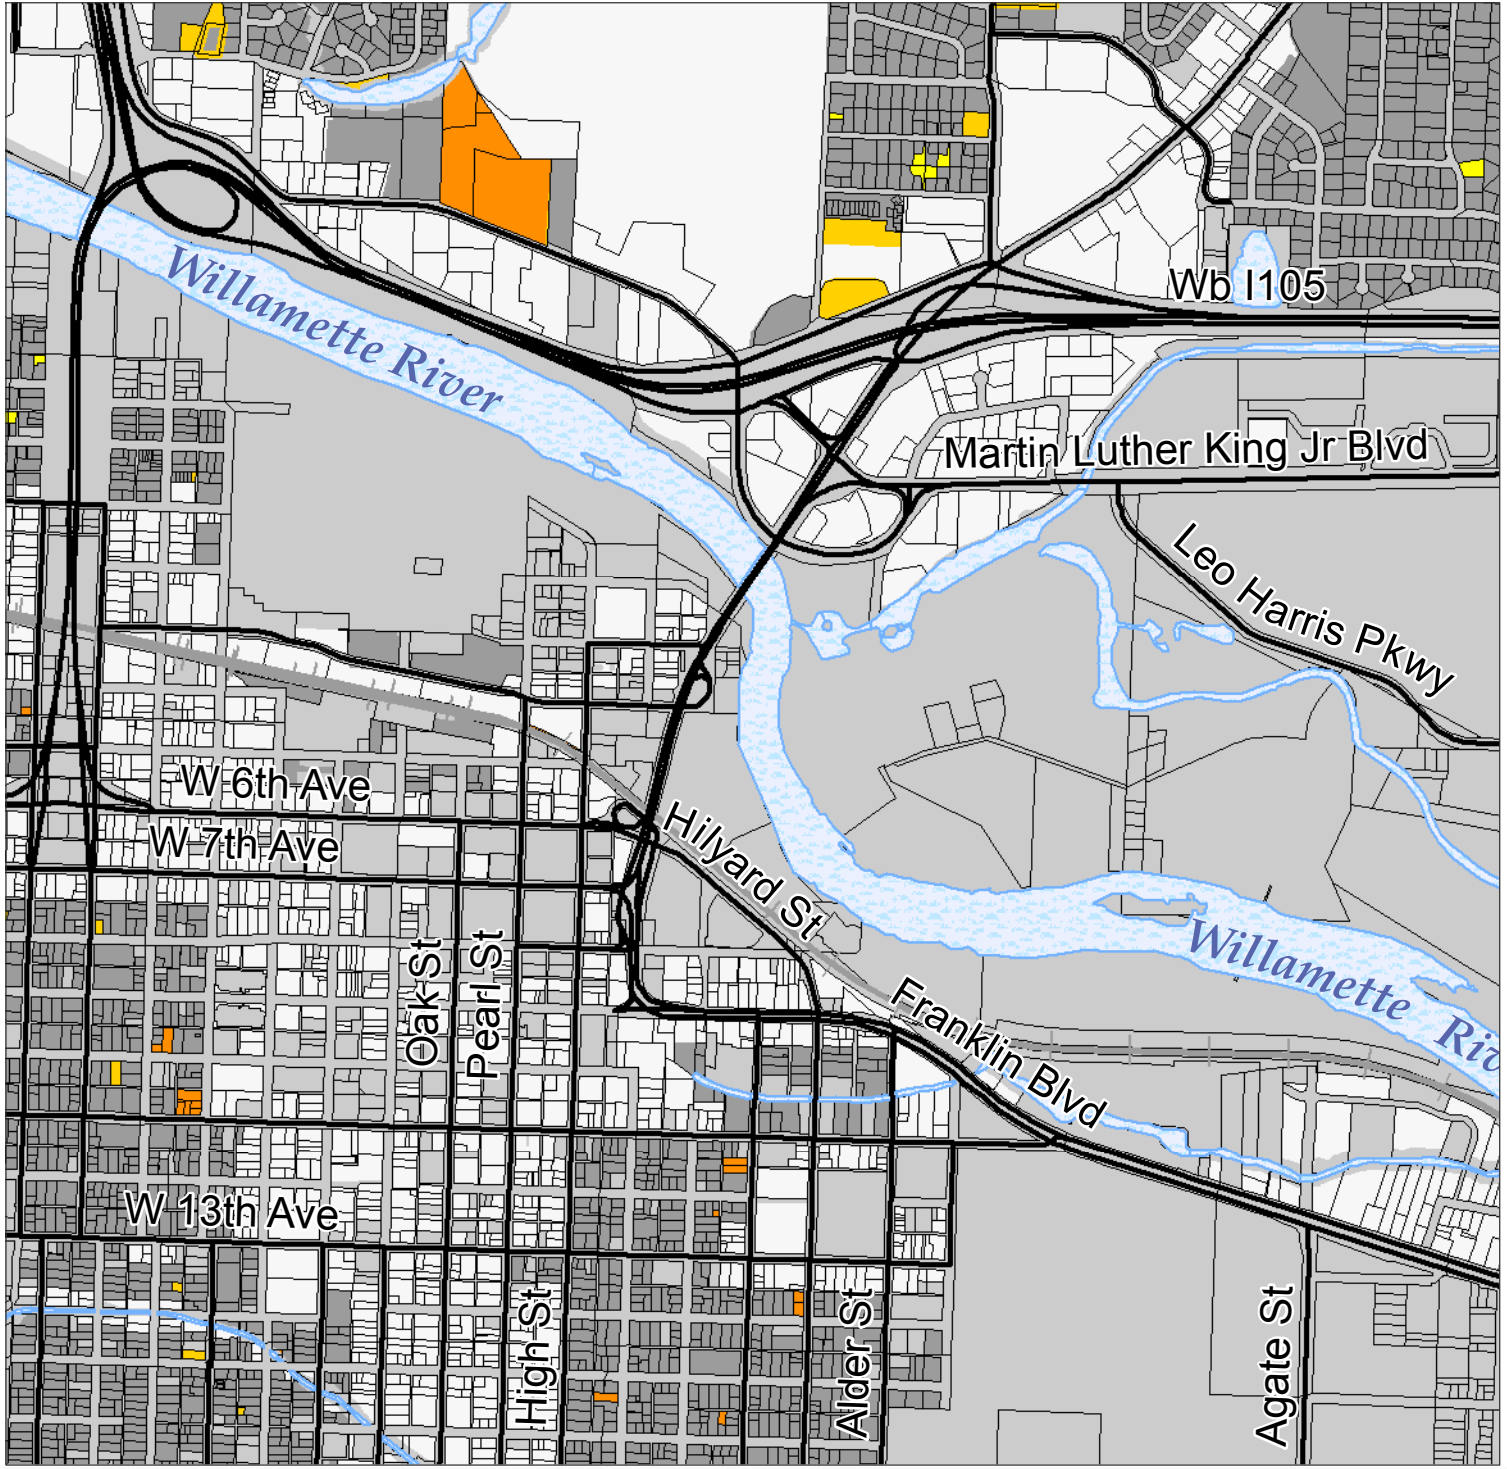 Wb I105
Willamette River
Martin Luther King Jr Blvd
Leo Harris Pkwy
W 6th Ave
W 7th Ave
Hilyard St
Oak St
Pearl St
Willamette Riv
Franklin Blvd
W 13th Ave
High St
Alder St
Agate St